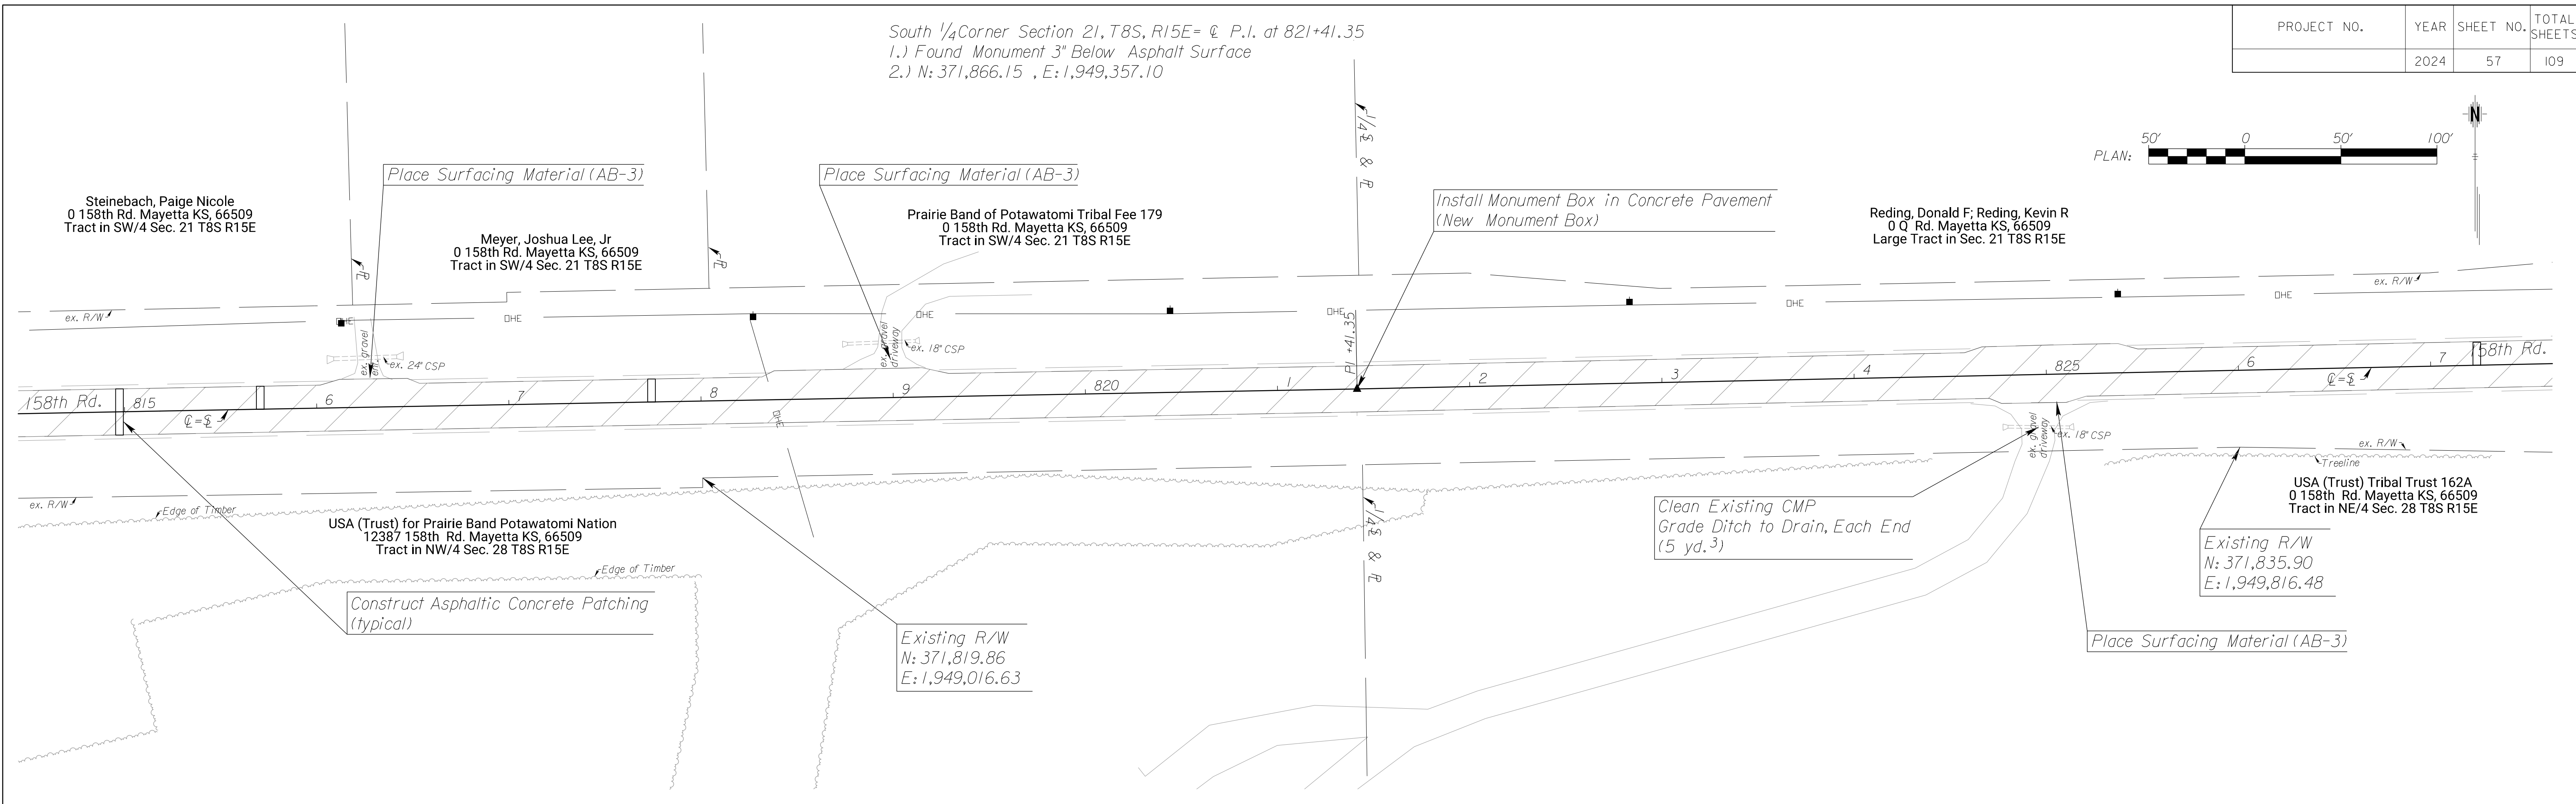 PROJECT NO. YEAR SHEET NO. TOTAL SHEETS
2024 57 109
South 1/4 Corner Section 21, T8S, R15E= ℄ P.I. at 821+41.35
1.) Found Monument 3" Below Asphalt Surface
2.) N: 371,866.15 , E: 1,949,357.10
N
PLAN:
50' 0 50' 100'
1/4 & ℄
Place Surfacing Material (AB-3)
Place Surfacing Material (AB-3)
Install Monument Box in Concrete Pavement
(New Monument Box)
Steinebach, Paige Nicole
0 158th Rd. Mayetta KS, 66509
Tract in SW/4 Sec. 21 T8S R15E
Meyer, Joshua Lee, Jr
0 158th Rd. Mayetta KS, 66509
Tract in SW/4 Sec. 21 T8S R15E
Prairie Band of Potawatomi Tribal Fee 179
0 158th Rd. Mayetta KS, 66509
Tract in SW/4 Sec. 21 T8S R15E
Reding, Donald F; Reding, Kevin R
0 Q Rd. Mayetta KS, 66509
Large Tract in Sec. 21 T8S R15E
ex. R/W
ex. R/W
OHE
OHE
OHE
OHE
OHE
OHE
OHE
ex. gravel
ex. 24" CSP
ex. gravel
driveway
ex. 18" CSP
PI +41.35
158th Rd.
815 6 7 8 9 820 1 2 3 4 825 6 7
158th Rd.
ex. gravel
driveway
ex. 18" CSP
ex. R/W
ex. R/W
Edge of Timber
Treeline
USA (Trust) for Prairie Band Potawatomi Nation
12387 158th Rd. Mayetta KS, 66509
Tract in NW/4 Sec. 28 T8S R15E
USA (Trust) Tribal Trust 162A
0 158th Rd. Mayetta KS, 66509
Tract in NE/4 Sec. 28 T8S R15E
Clean Existing CMP
Grade Ditch to Drain, Each End
(5 yd.3)
Existing R/W
N: 371,835.90
E: 1,949,816.48
Edge of Timber
Construct Asphaltic Concrete Patching
(typical)
Existing R/W
N: 371,819.86
E: 1,949,016.63
Place Surfacing Material (AB-3)